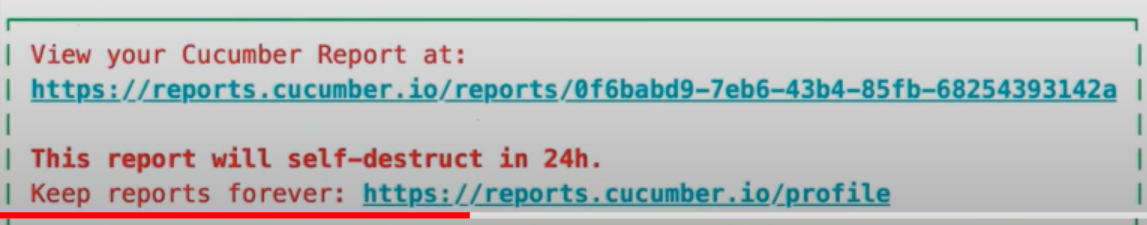 View your Cucumber Report at:
https://reports.cucumber.io/reports/0f6babd9-7eb6-43b4-85fb-68254393142a
This report will self-destruct in 24h.
Keep reports forever: https://reports.cucumber.io/profile